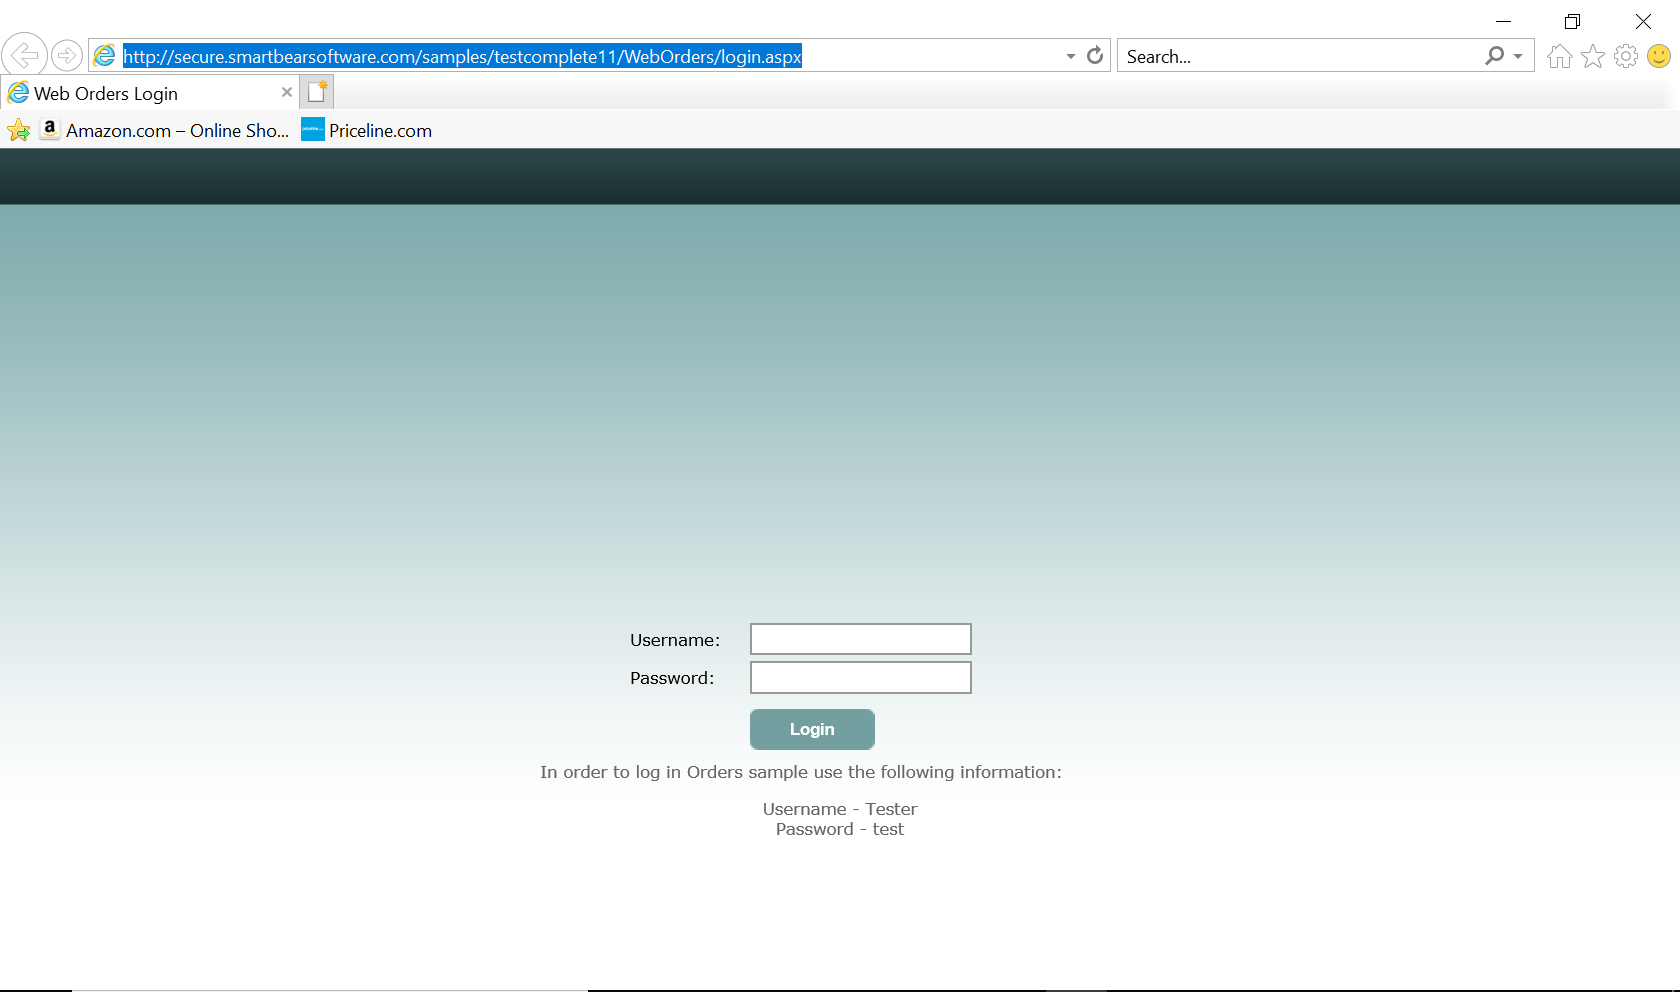 http://secure.smartbearsoftware.com/samples/testcomplete11/WebOrders/login.aspx
Search...
Web Orders Login
Amazon.com – Online Sho...
Priceline.com
Username:
Password:
Login
In order to log in Orders sample use the following information:
Username - Tester
Password - test